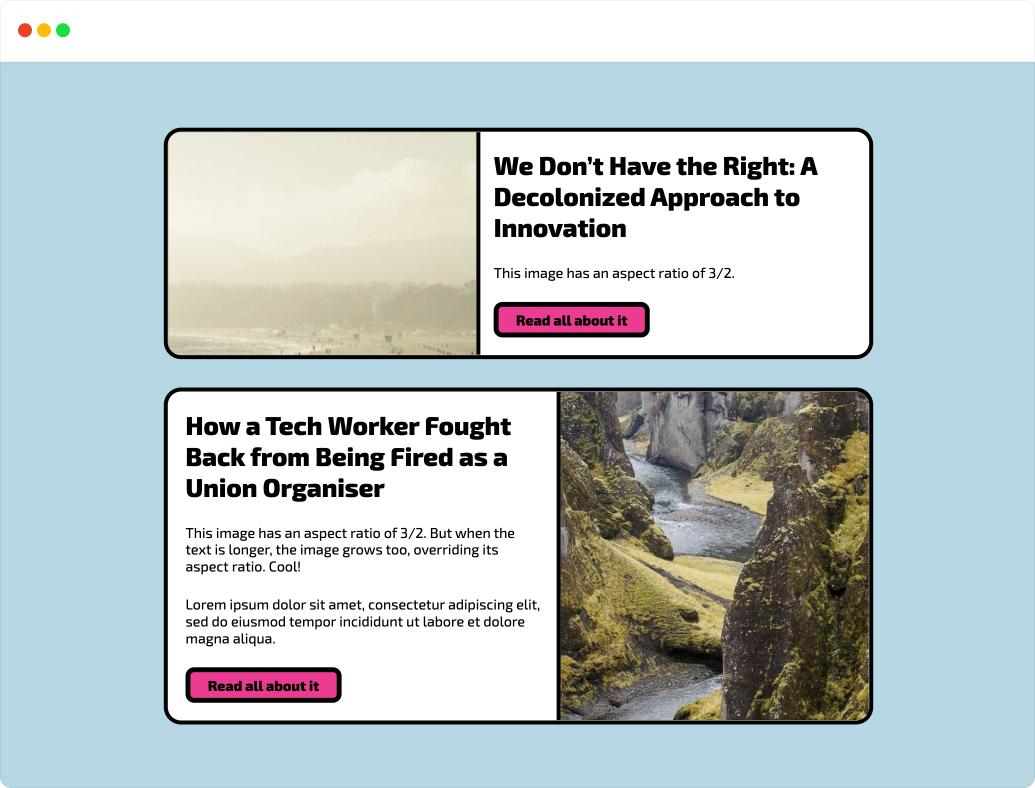 We Don’t Have the Right: A
Decolonized Approach to
Innovation
This image has an aspect ratio of 3/2.
Read all about it
How a Tech Worker Fought
Back from Being Fired as a
Union Organiser
This image has an aspect ratio of 3/2. But when the
text is longer, the image grows too, overriding its
aspect ratio. Cool!
Lorem ipsum dolor sit amet, consectetur adipiscing elit,
sed do eiusmod tempor incididunt ut labore et dolore
magna aliqua.
Read all about it